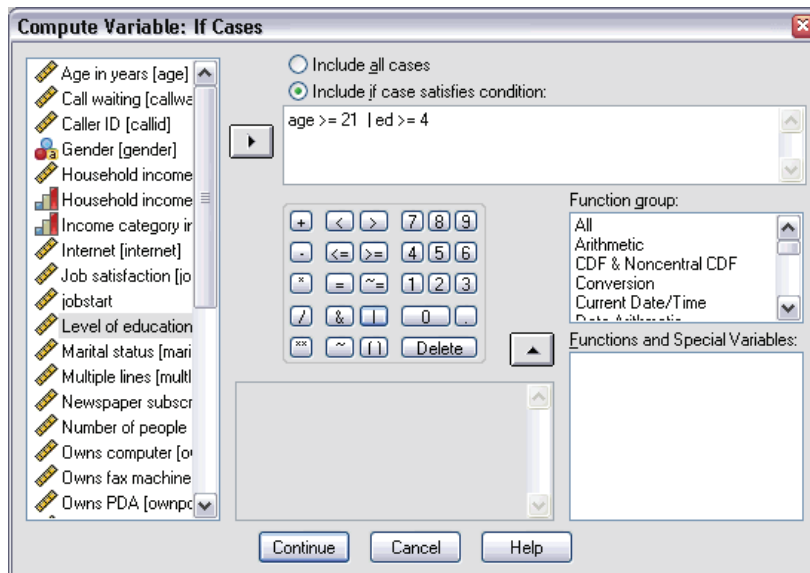 Compute Variable: If Cases
Age in years [age]
Call waiting [callwa
Caller ID [callid]
Gender [gender]
Household income
Household income
Income category in
Internet [internet]
Job satisfaction [jo
jobstart
Level of education
Marital status [mari
Multiple lines [multl
Newspaper subscr
Number of people
Owns computer [o
Owns fax machine
Owns PDA [ownpd
Include all cases
Include if case satisfies condition:
age >= 21 | ed >= 4
+ < > 7 8 9
- <= >= 4 5 6
* = ~= 1 2 3
/ & | 0 .
** ~ () Delete
Function group:
All
Arithmetic
CDF & Noncentral CDF
Conversion
Current Date/Time
Date Arithmetic
Functions and Special Variables:
Continue Cancel Help